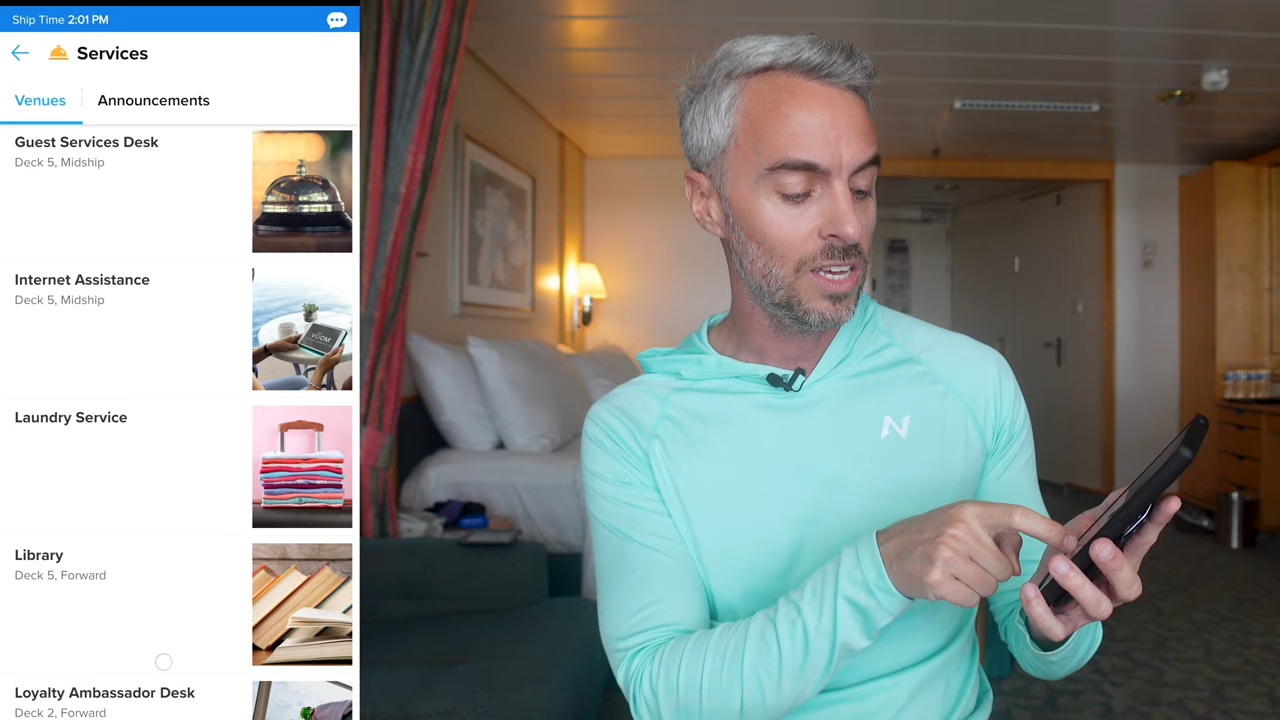 Ship Time 2:01 PM
Services
Venues
Announcements
Guest Services Desk
Deck 5, Midship
Internet Assistance
Deck 5, Midship
VOOM
Laundry Service
Library
Deck 5, Forward
Loyalty Ambassador Desk
Deck 2, Forward
N